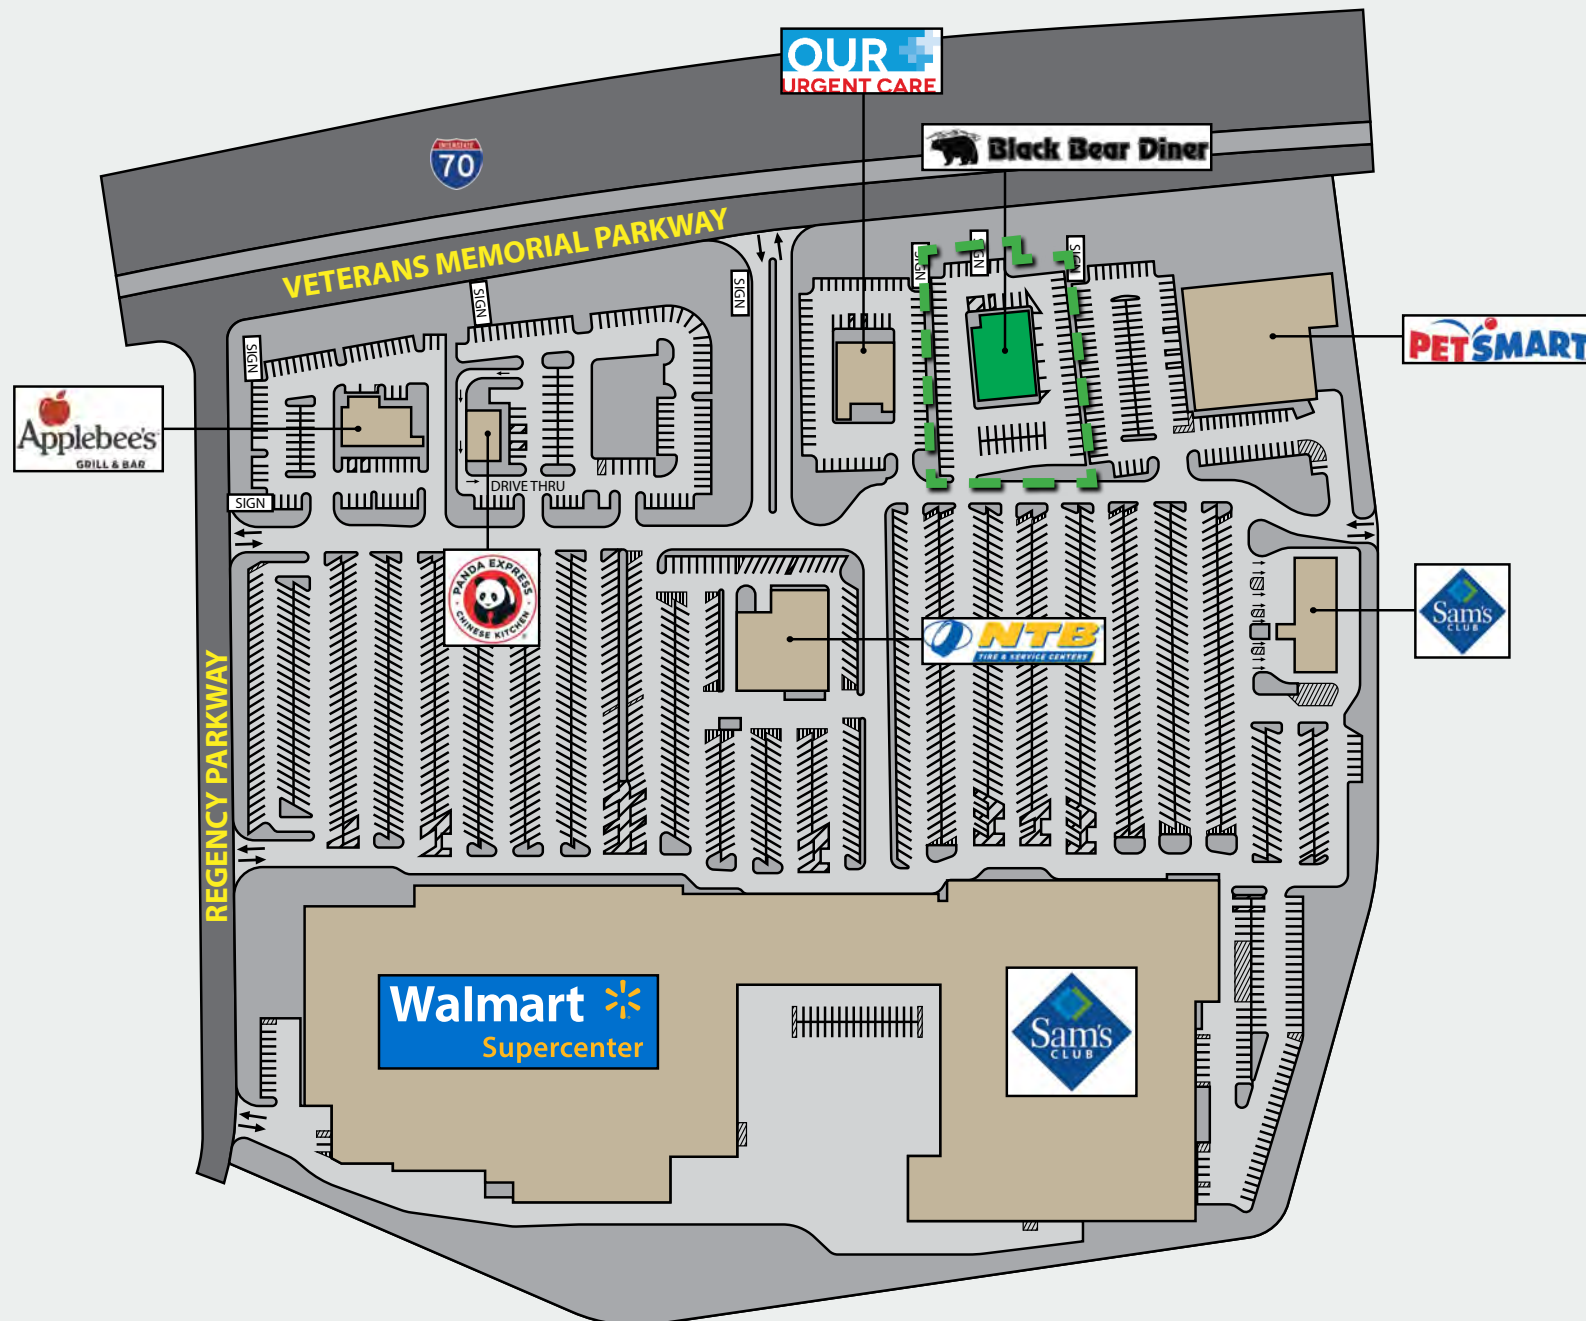 OUR
URGENT CARE
Black Bear Diner
INTERSTATE
70
VETERANS MEMORIAL PARKWAY
SIGN
SIGN
SIGN
SIGN
SIGN
SIGN
SIGN
PETSMART
Applebee's
GRILL & BAR
DRIVE THRU
PANDA EXPRESS
CHINESE KITCHEN
NTB
TIRE & SERVICE CENTERS
Sam's
CLUB
REGENCY PARKWAY
Walmart
Supercenter
Sam's
CLUB